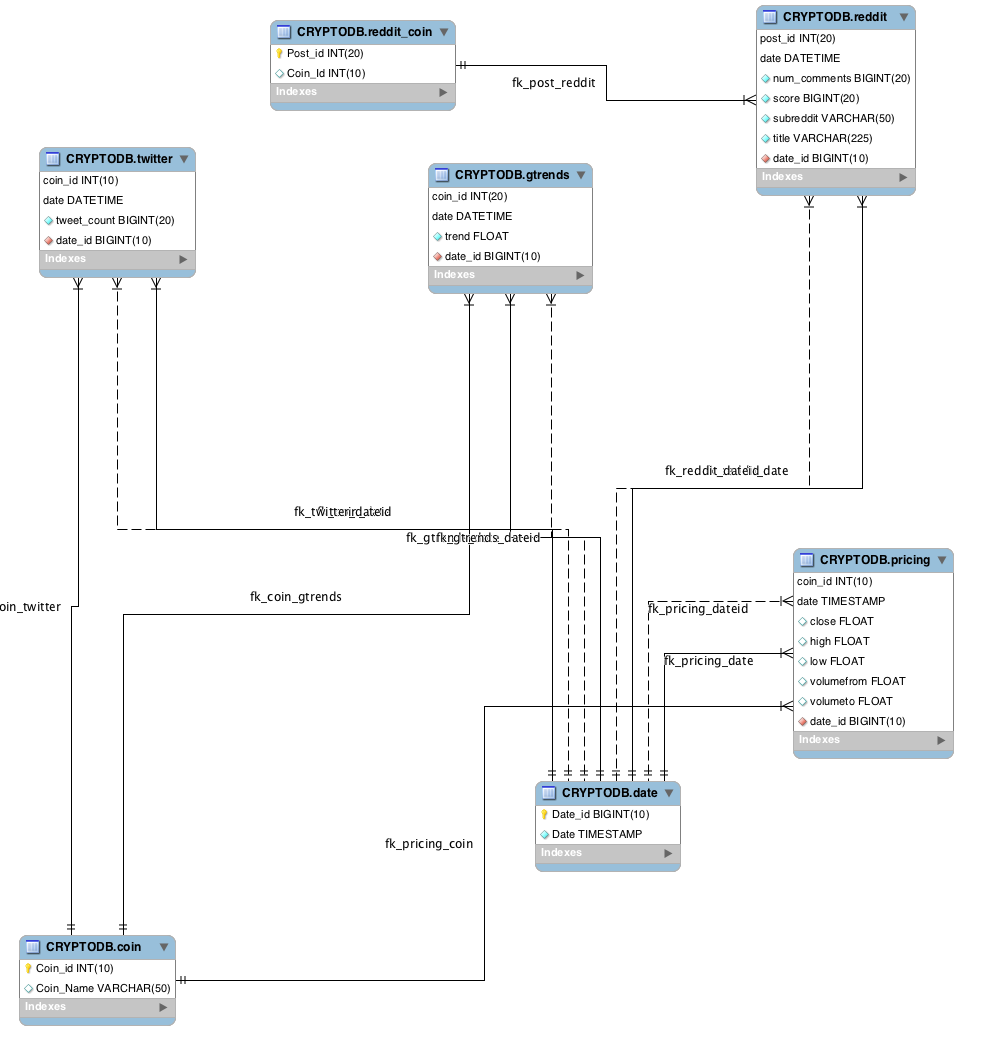 CRYPTODB.reddit_coin
Post_id INT(20)
Coin_Id INT(10)
Indexes
fk_post_reddit
CRYPTODB.reddit
post_id INT(20)
date DATETIME
num_comments BIGINT(20)
score BIGINT(20)
subreddit VARCHAR(50)
title VARCHAR(225)
date_id BIGINT(10)
Indexes
CRYPTODB.twitter
coin_id INT(10)
date DATETIME
tweet_count BIGINT(20)
date_id BIGINT(10)
Indexes
CRYPTODB.gtrends
coin_id INT(20)
date DATETIME
trend FLOAT
date_id BIGINT(10)
Indexes
oin_twitter
fk_coin_gtrends
CRYPTODB.pricing
coin_id INT(10)
date TIMESTAMP
close FLOAT
high FLOAT
low FLOAT
volumefrom FLOAT
volumeto FLOAT
date_id BIGINT(10)
Indexes
fk_pricing_dateid
fk_pricing_date
CRYPTODB.date
Date_id BIGINT(10)
Date TIMESTAMP
Indexes
fk_pricing_coin
CRYPTODB.coin
Coin_id INT(10)
Coin_Name VARCHAR(50)
Indexes